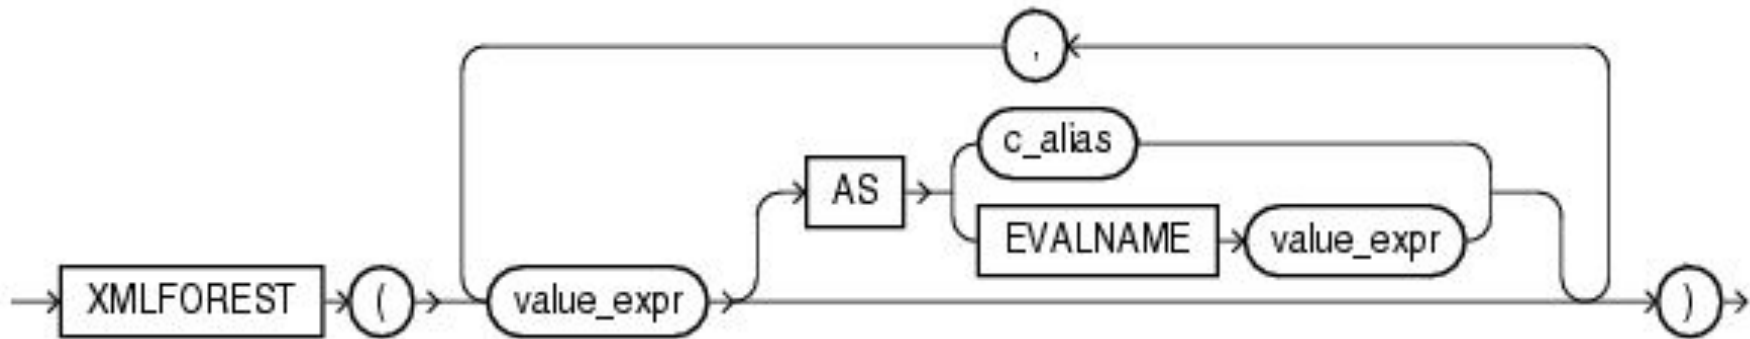 ,
c_alias
AS
EVALNAME value_expr
XMLFOREST ( value_expr )